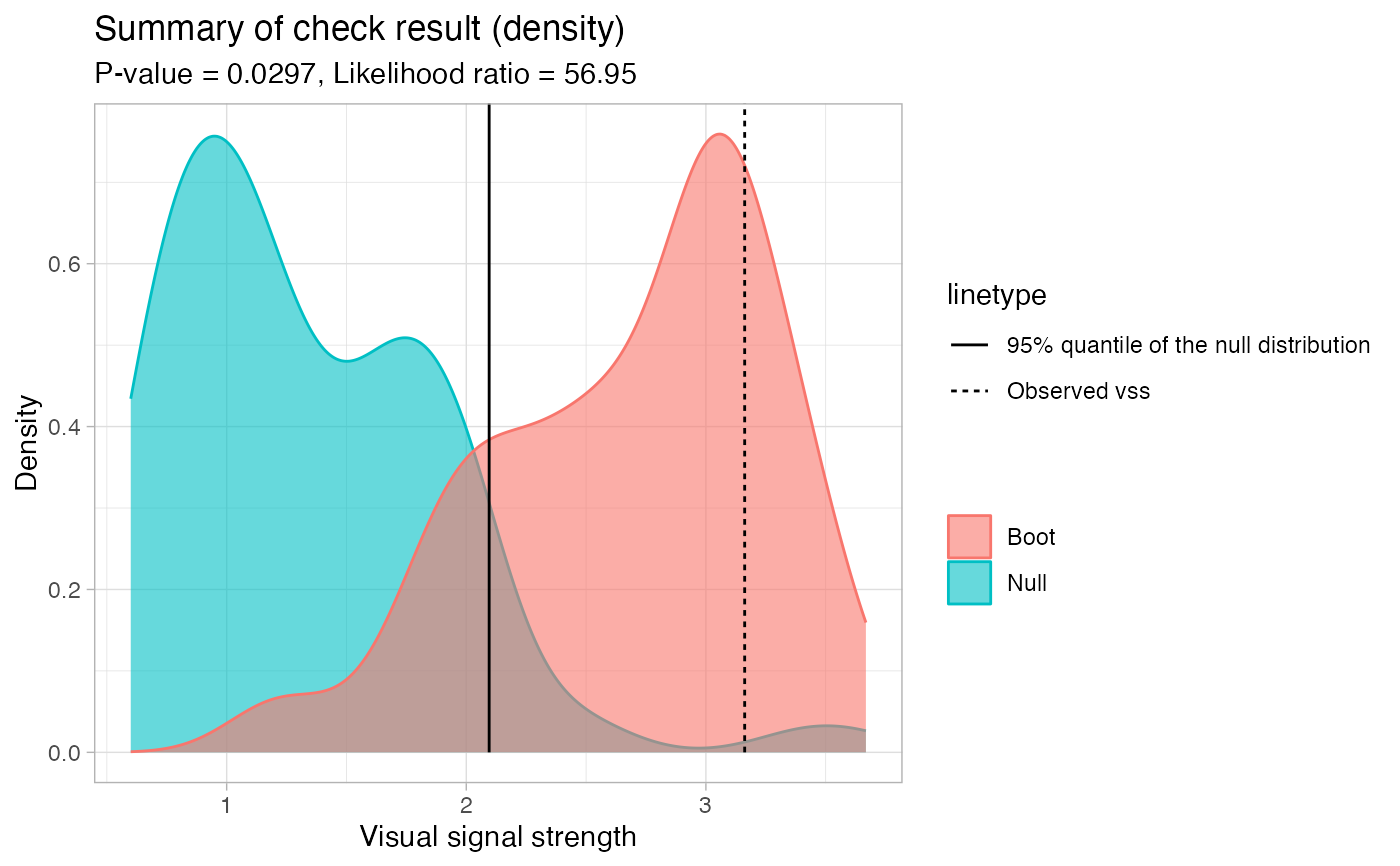 Summary of check result (density)
P-value = 0.0297, Likelihood ratio = 56.95
Density
0.6
0.4
0.2
0.0
1
2
3
Visual signal strength
linetype
95% quantile of the null distribution
Observed vss
Boot
Null